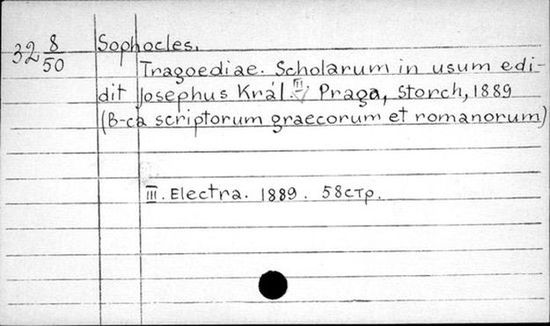 32 8/50 Sophocles.
Tragoediae. Scholarum in usum edi-
dit Josephus Král. III Praga, Storch, 1889
(B-ca scriptorum graecorum et romanorum)
III. Electra. 1889. 58стр.